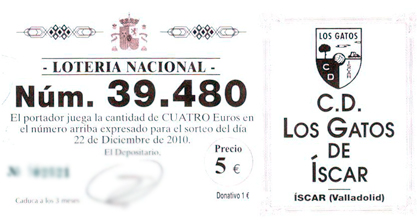 - LOTERIA NACIONAL -
Núm. 39.480
El portador juega la cantidad de CUATRO Euros en
el número arriba expresado para el sorteo del día
22 de Diciembre de 2010.
El Depositario,
Caduca a los 3 meses
Precio
5 €
Donativo 1 €
LOS GATOS
C D
ISCAR
C.D.
LOS GATOS
DE
ÍSCAR
ÍSCAR (Valladolid)